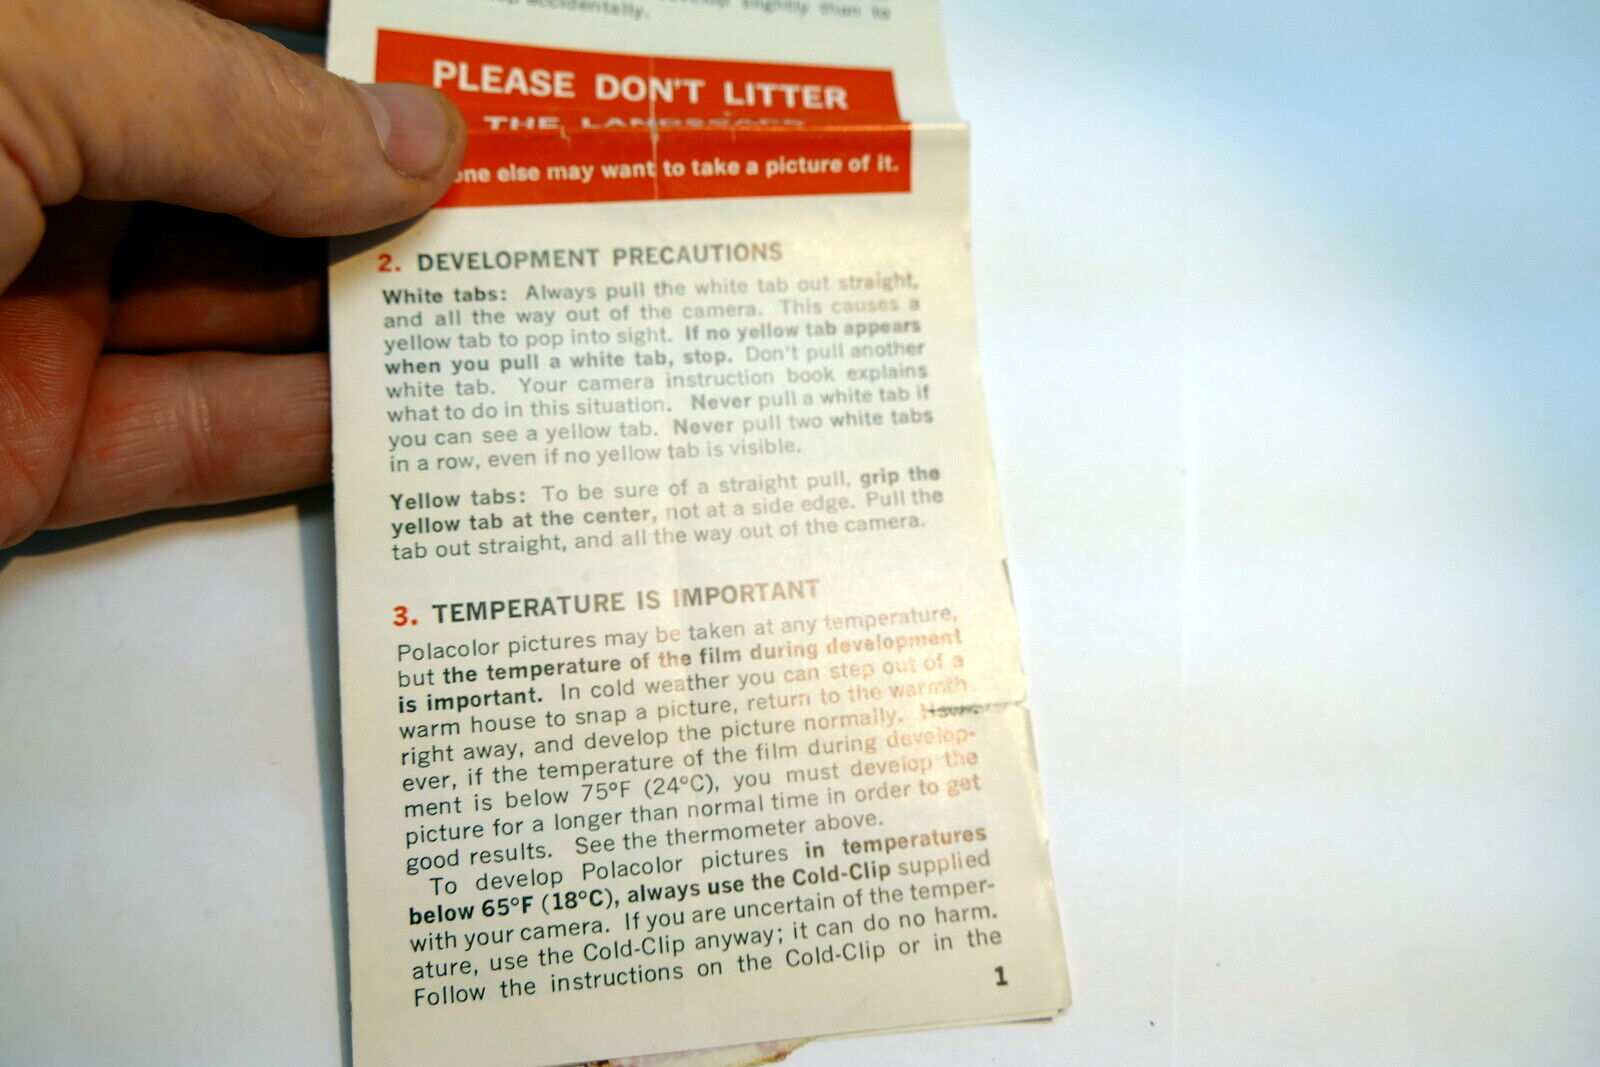 slightly than to
accidentally.
PLEASE DON'T LITTER
THE LANDSCAPE
one else may want to take a picture of it.
2. DEVELOPMENT PRECAUTIONS
White tabs: Always pull the white tab out straight,
and all the way out of the camera. This causes a
yellow tab to pop into sight. If no yellow tab appears
when you pull a white tab, stop. Don't pull another
white tab. Your camera instruction book explains
what to do in this situation. Never pull a white tab if
you can see a yellow tab. Never pull two white tabs
in a row, even if no yellow tab is visible.
Yellow tabs: To be sure of a straight pull, grip the
yellow tab at the center, not at a side edge. Pull the
tab out straight, and all the way out of the camera.
3. TEMPERATURE IS IMPORTANT
Polacolor pictures may be taken at any temperature,
but the temperature of the film during development
is important. In cold weather you can step out of a
warm house to snap a picture, return to the warmth
right away, and develop the picture normally. How-
ever, if the temperature of the film during develop-
ment is below 75°F (24°C), you must develop the
picture for a longer than normal time in order to get
good results. See the thermometer above.
To develop Polacolor pictures in temperatures
below 65°F (18°C), always use the Cold-Clip supplied
with your camera. If you are uncertain of the temper-
ature, use the Cold-Clip anyway; it can do no harm.
Follow the instructions on the Cold-Clip or in the
1